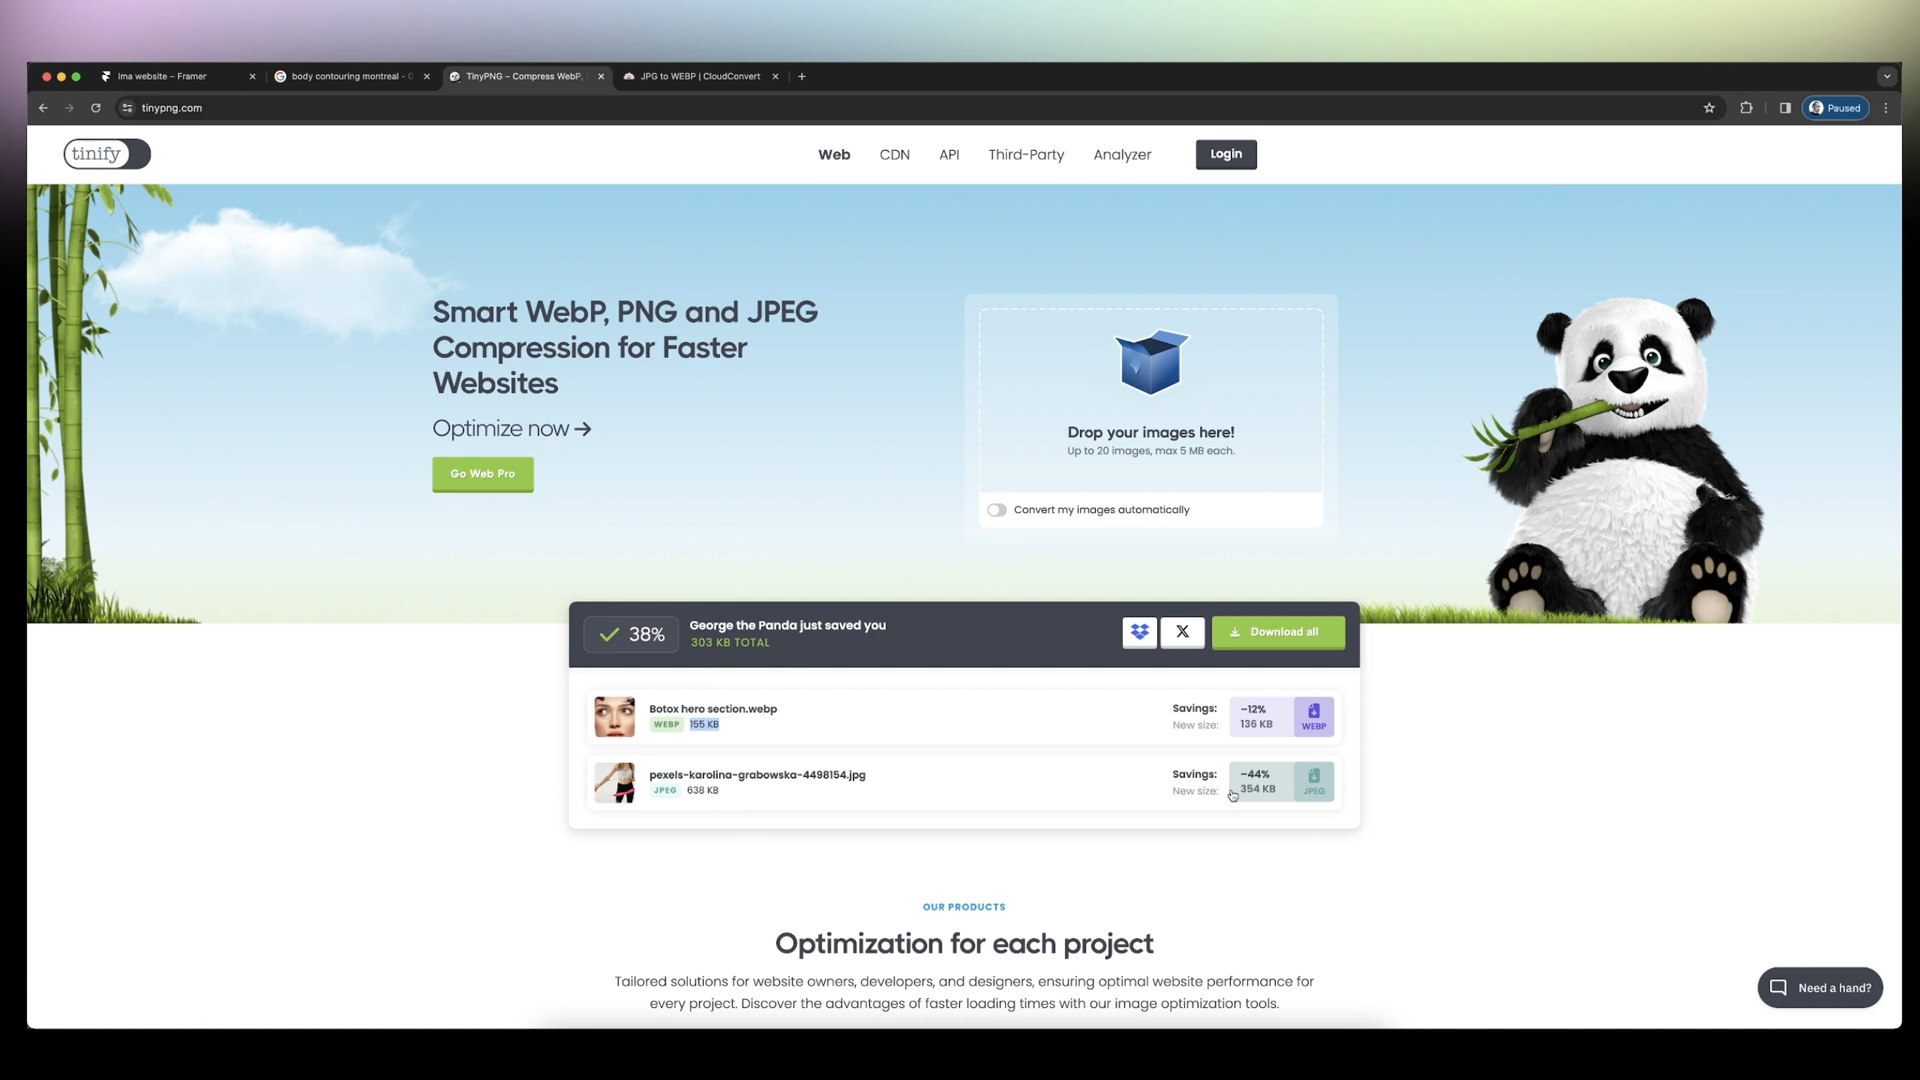 Ima website – Framer
body contouring montreal - G
TinyPNG – Compress WebP,
JPG to WEBP | CloudConvert
tinypng.com
Paused
tinify
Web
CDN
API
Third-Party
Analyzer
Login
Smart WebP, PNG and JPEG
Compression for Faster
Websites
Optimize now
Go Web Pro
Drop your images here!
Up to 20 images, max 5 MB each.
Convert my images automatically
38%
George the Panda just saved you
303 KB TOTAL
Download all
Botox hero section.webp
WEBP 155 KB
Savings: -12%
New size: 136 KB
WEBP
pexels-karolina-grabowska-4498154.jpg
JPEG 638 KB
Savings: -44%
New size: 354 KB
JPEG
OUR PRODUCTS
Optimization for each project
Tailored solutions for website owners, developers, and designers, ensuring optimal website performance for
every project. Discover the advantages of faster loading times with our image optimization tools.
Need a hand?